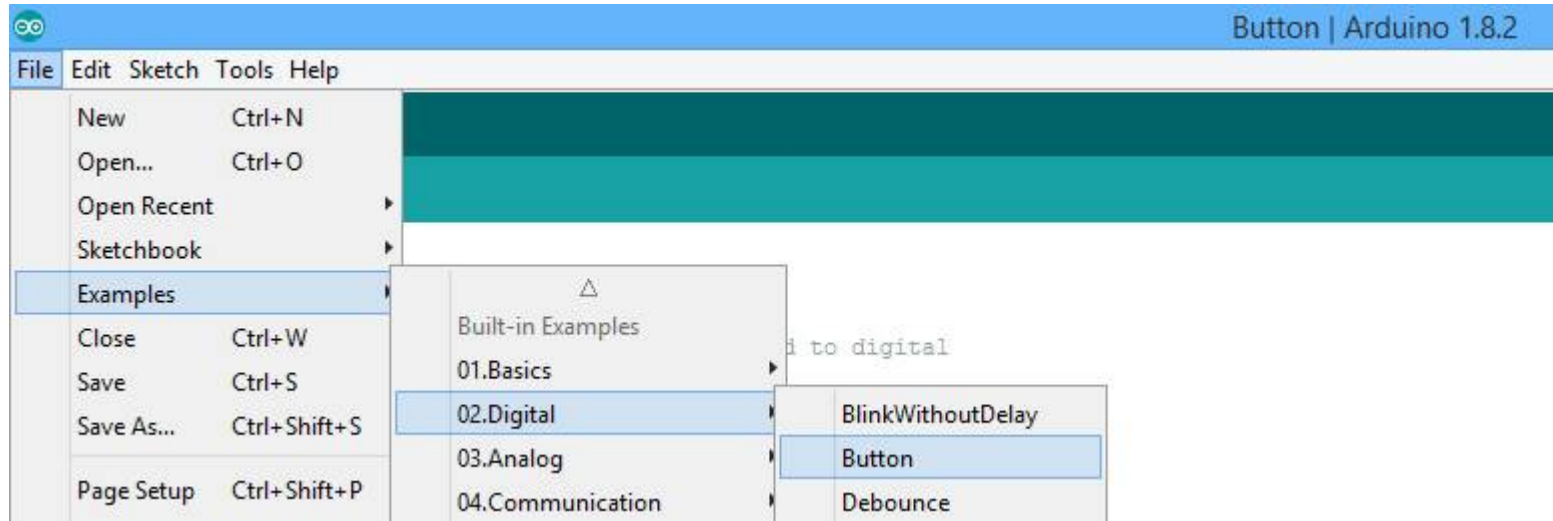 Button | Arduino 1.8.2
File Edit Sketch Tools Help
New Ctrl+N
Open... Ctrl+O
Open Recent
Sketchbook
Examples
Close Ctrl+W
Save Ctrl+S
Save As... Ctrl+Shift+S
Page Setup Ctrl+Shift+P
Built-in Examples
01.Basics
02.Digital
03.Analog
04.Communication
to digital
BlinkWithoutDelay
Button
Debounce